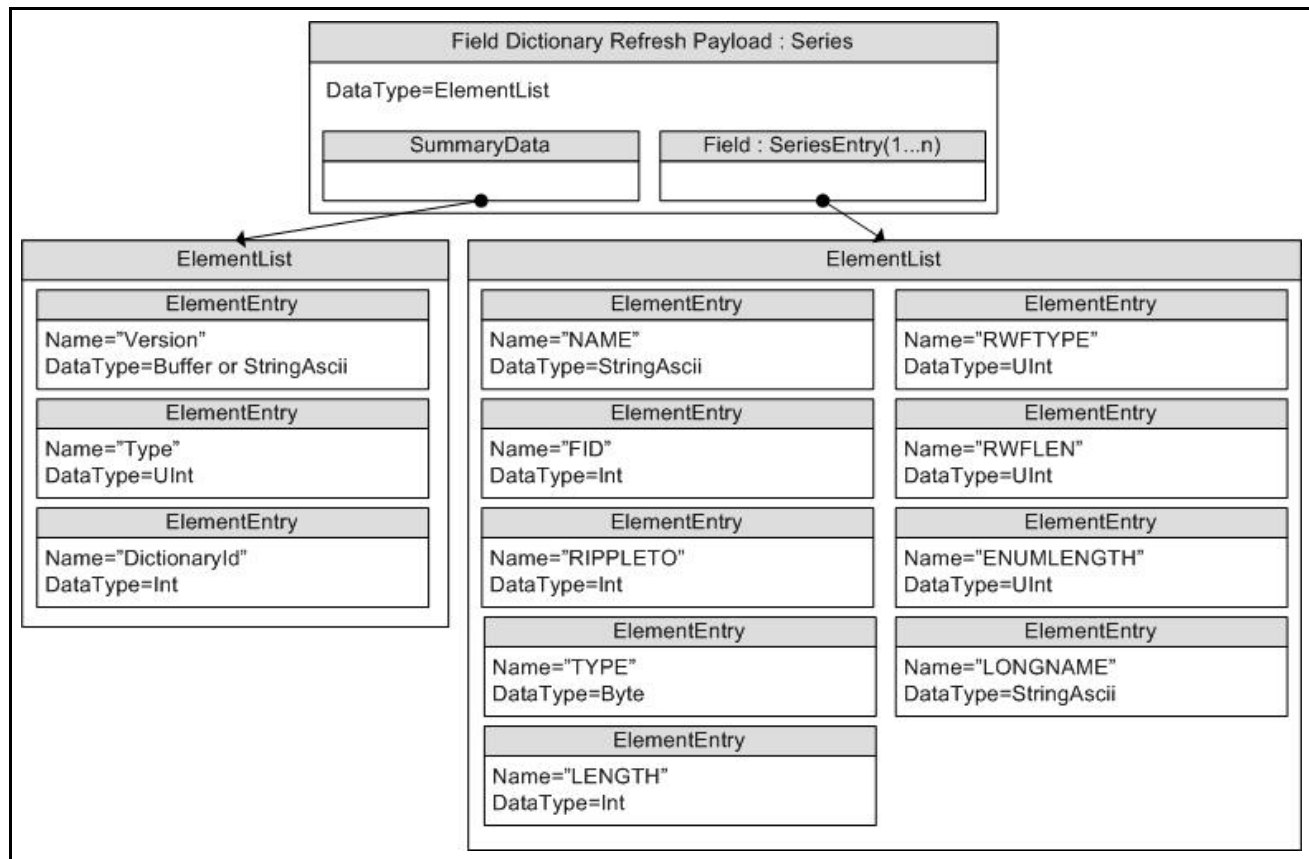 Field Dictionary Refresh Payload : Series
DataType=ElementList
SummaryData
Field : SeriesEntry(1...n)
ElementList
ElementEntry
Name=”Version”
DataType=Buffer or StringAscii
ElementEntry
Name=”Type”
DataType=UInt
ElementEntry
Name=”DictionaryId”
DataType=Int
ElementList
ElementEntry
Name=”NAME”
DataType=StringAscii
ElementEntry
Name=”FID”
DataType=Int
ElementEntry
Name=”RIPPLETO”
DataType=Int
ElementEntry
Name=”TYPE”
DataType=Byte
ElementEntry
Name=”LENGTH”
DataType=Int
ElementEntry
Name=”RWFTYPE”
DataType=UInt
ElementEntry
Name=”RWFLEN”
DataType=UInt
ElementEntry
Name=”ENUMLENGTH”
DataType=UInt
ElementEntry
Name=”LONGNAME”
DataType=StringAscii